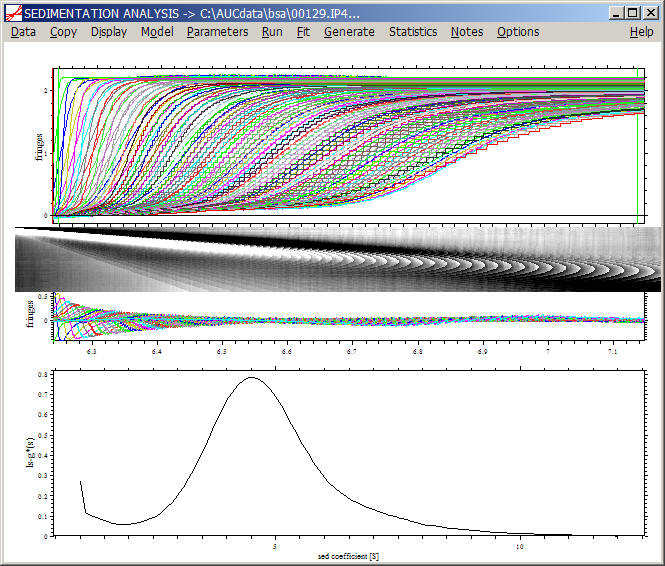 SEDIMENTATION ANALYSIS -> C:\AUCdata\bsa\00129.IP4...
Data Copy Display Model Parameters Run Fit Generate Statistics Notes Options Help
fringes
2
1
0
fringes
0.3
0
6.3 6.4 6.5 6.6 6.7 6.8 6.9 7 7.1
ls-g*(s)
0.8
0.7
0.6
0.5
0.4
0.3
0.2
0.1
0
5 10
sed coefficient [S]